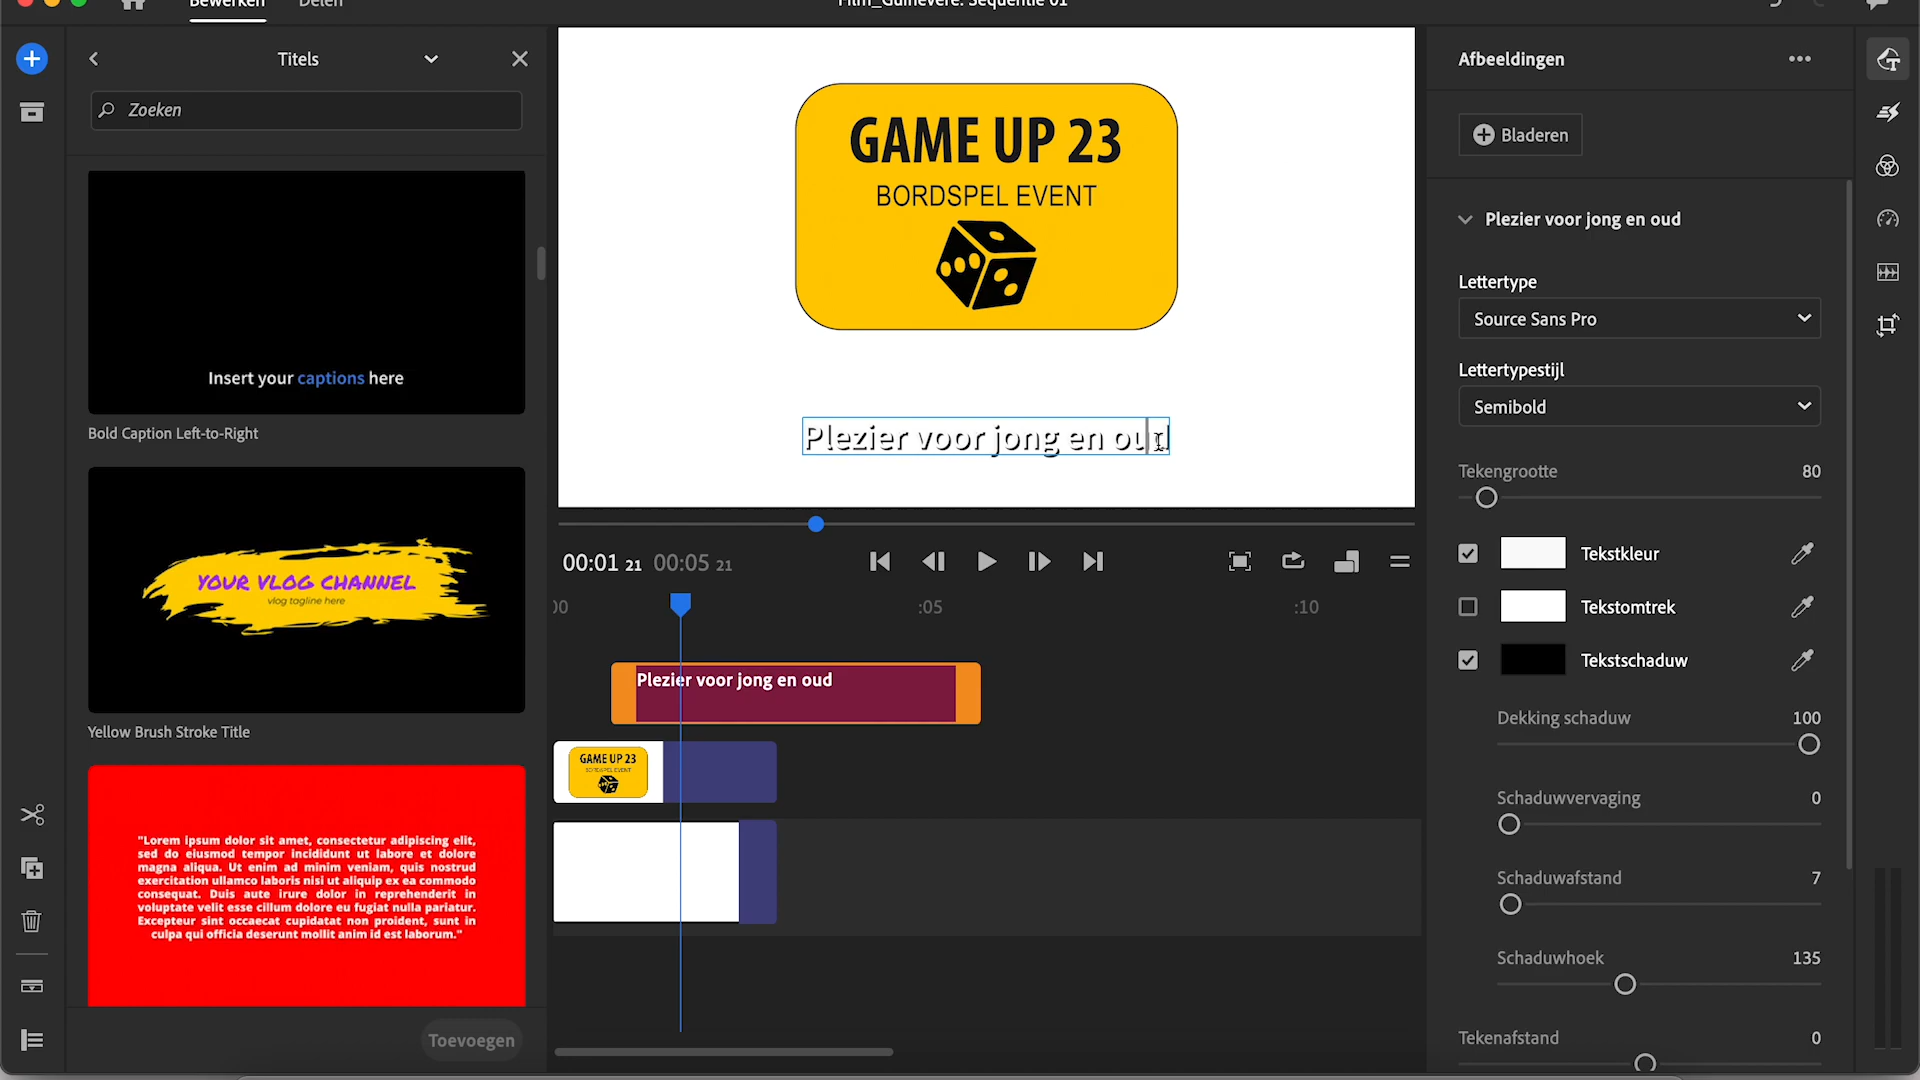 Bewerken
Delen
Film_Guinevere: Sequentie 01
Titels
Zoeken
Insert your captions here
Bold Caption Left-to-Right
YOUR VLOG CHANNEL
vlog tagline here
Yellow Brush Stroke Title
"Lorem ipsum dolor sit amet, consectetur adipiscing elit,
sed do eiusmod tempor incididunt ut labore et dolore
magna aliqua. Ut enim ad minim veniam, quis nostrud
exercitation ullamco laboris nisi ut aliquip ex ea commodo
consequat. Duis aute irure dolor in reprehenderit in
voluptate velit esse cillum dolore eu fugiat nulla pariatur.
Excepteur sint occaecat cupidatat non proident, sunt in
culpa qui officia deserunt mollit anim id est laborum."
Toevoegen
GAME UP 23
BORDSPEL EVENT
Plezier voor jong en oud
00:01 21 00:05 21
:05
:10
Plezier voor jong en oud
GAME UP 23
BORDSPEL EVENT
Afbeeldingen
Bladeren
Plezier voor jong en oud
Lettertype
Source Sans Pro
Lettertypestijl
Semibold
Tekengrootte 80
Tekstkleur
Tekstomtrek
Tekstschaduw
Dekking schaduw 100
Schaduwvervaging 0
Schaduwafstand 7
Schaduwhoek 135
Tekenafstand 0